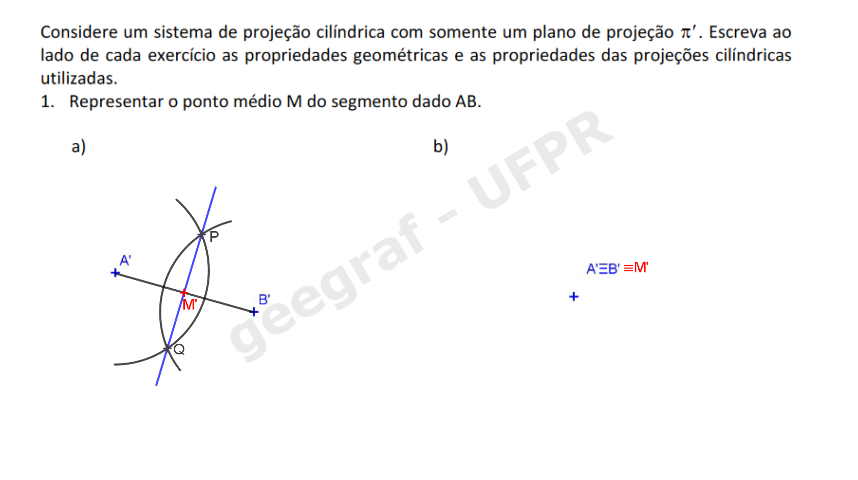 Considere um sistema de projeção cilíndrica com somente um plano de projeção π′. Escreva ao
lado de cada exercício as propriedades geométricas e as propriedades das projeções cilíndricas
utilizadas.
1. Representar o ponto médio M do segmento dado AB.
a)
b)
geegraf - UFPR
P
A'
A'ΞB' ≡M'
M'
B'
Q